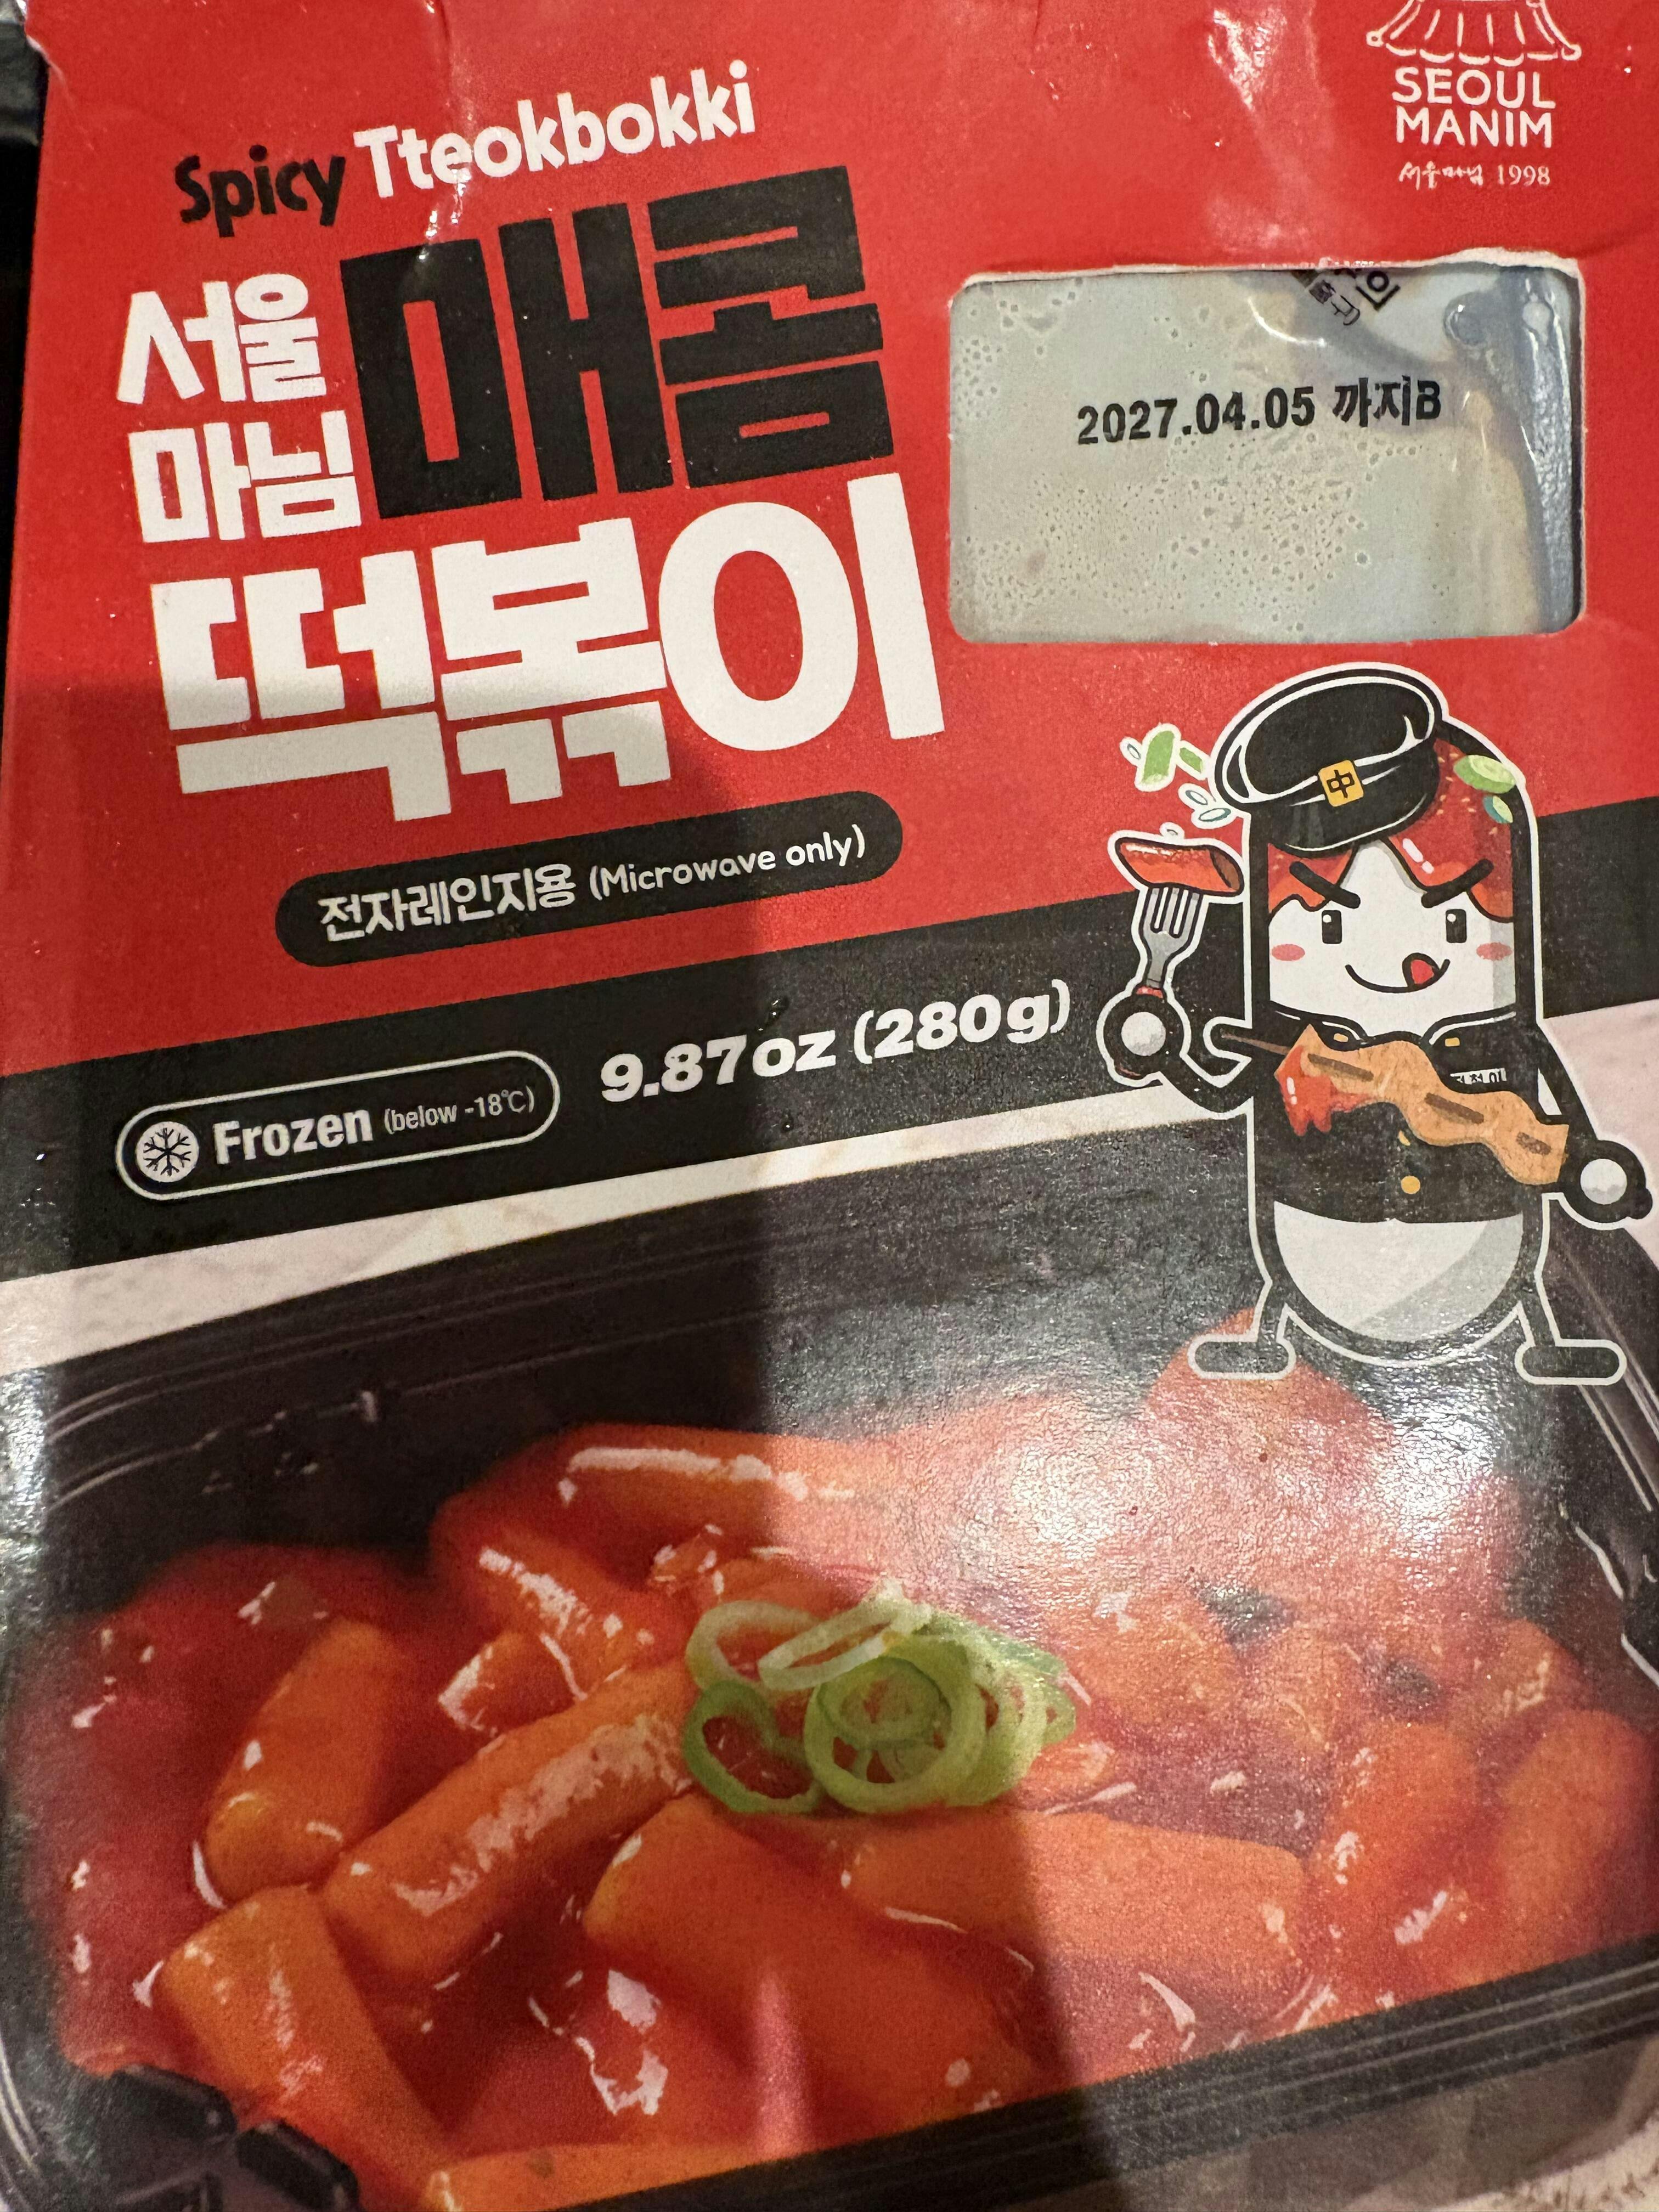 SEOUL
MANIM
서울마님 1998
Spicy Tteokbokki
서울
마님
매콤
떡볶이
2027.04.05 까지B
전자레인지용 (Microwave only)
中
Frozen (below -18℃)
9.87oz (280g)